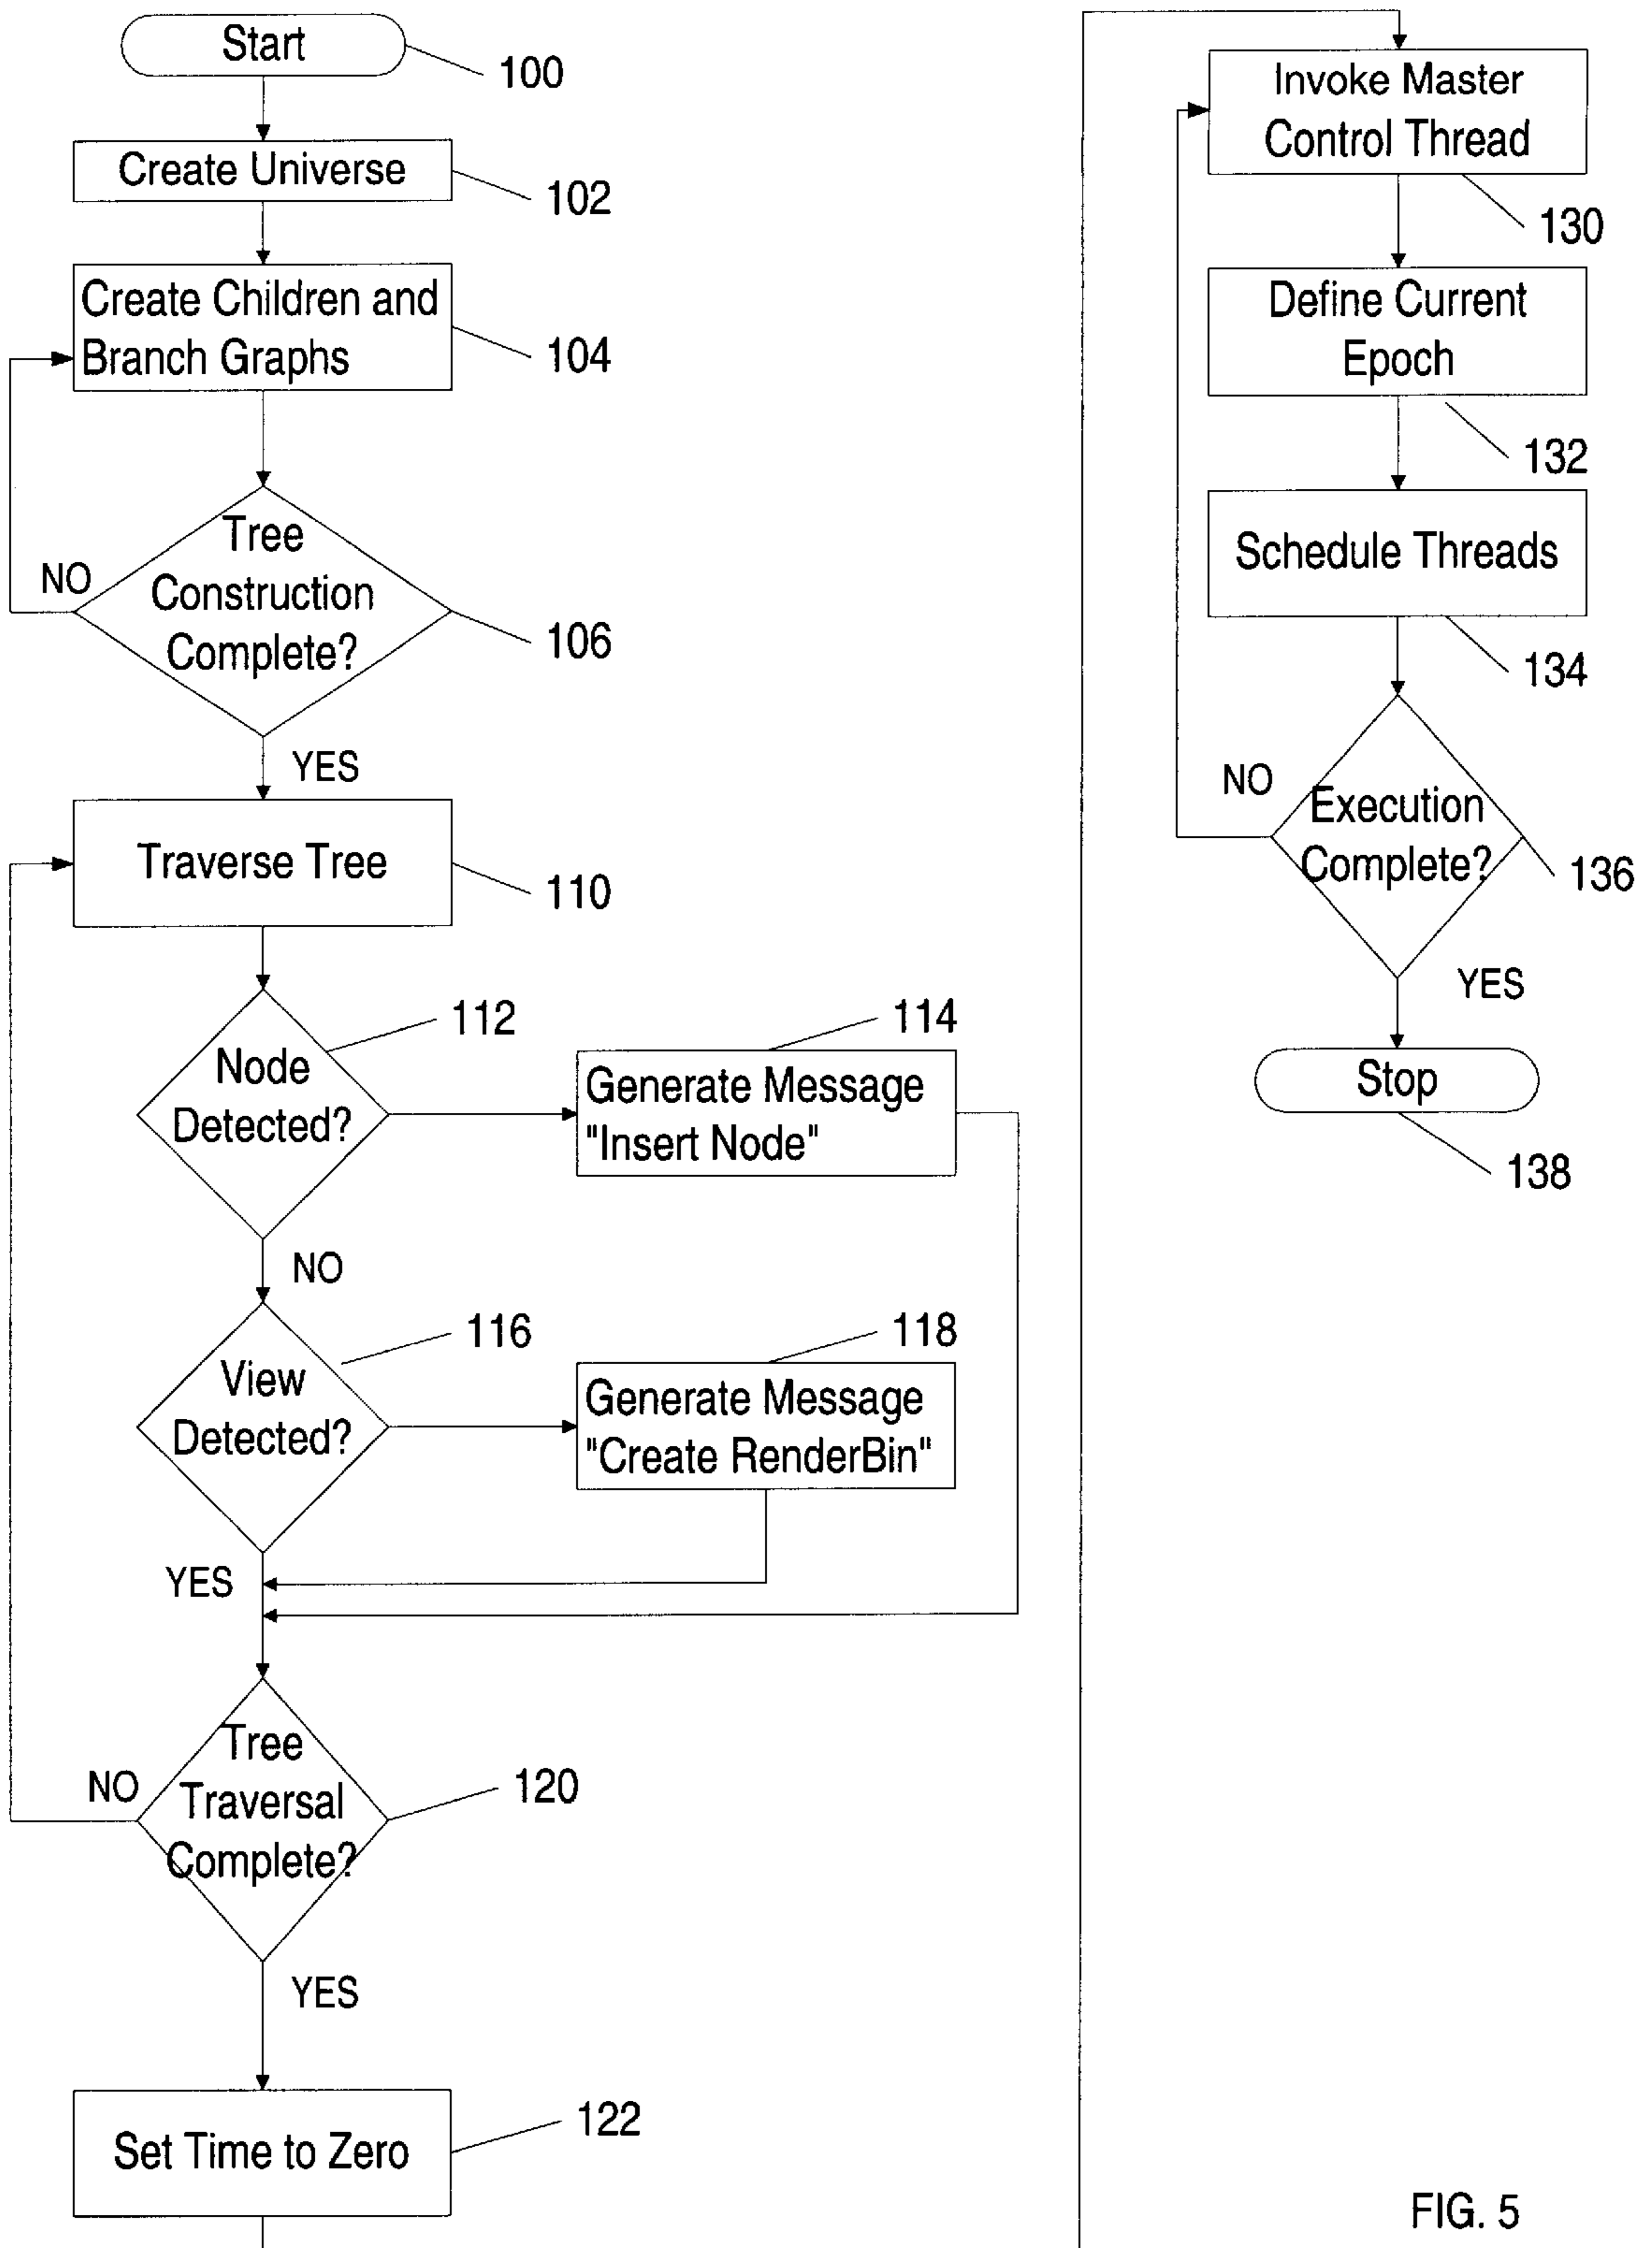 Start
100
Create Universe
102
Create Children and
Branch Graphs
104
Tree
Construction
Complete?
NO
106
YES
Traverse Tree
110
Node
Detected?
112
Generate Message
"Insert Node"
114
NO
View
Detected?
116
Generate Message
"Create RenderBin"
118
YES
Tree
Traversal
Complete?
NO
120
YES
Set Time to Zero
122
Invoke Master
Control Thread
130
Define Current
Epoch
132
Schedule Threads
134
Execution
Complete?
NO
136
YES
Stop
138
FIG. 5